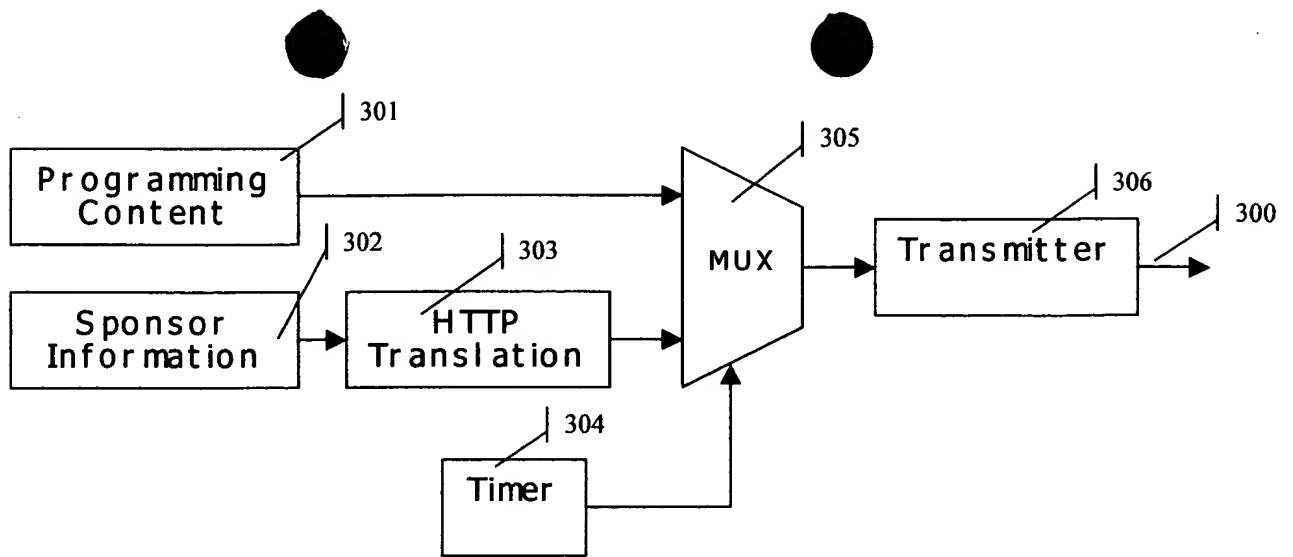 301
Programming
Content
305
306
Transmitter
300
302
303
MUX
Sponsor
Information
HTTP
Translation
304
Timer